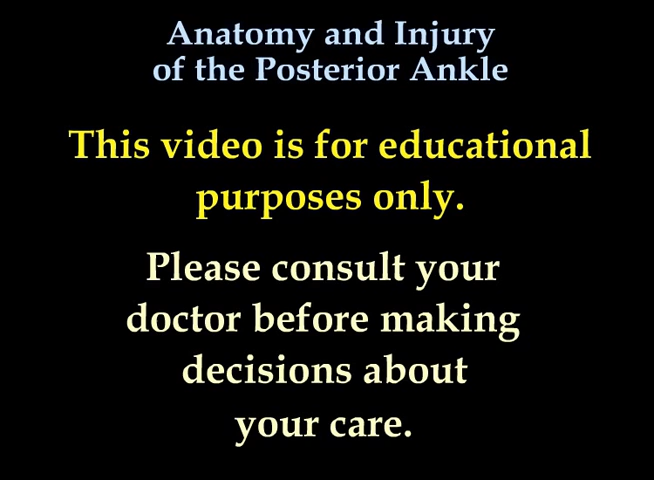 Anatomy and Injury
of the Posterior Ankle
This video is for educational
purposes only.
Please consult your
doctor before making
decisions about
your care.